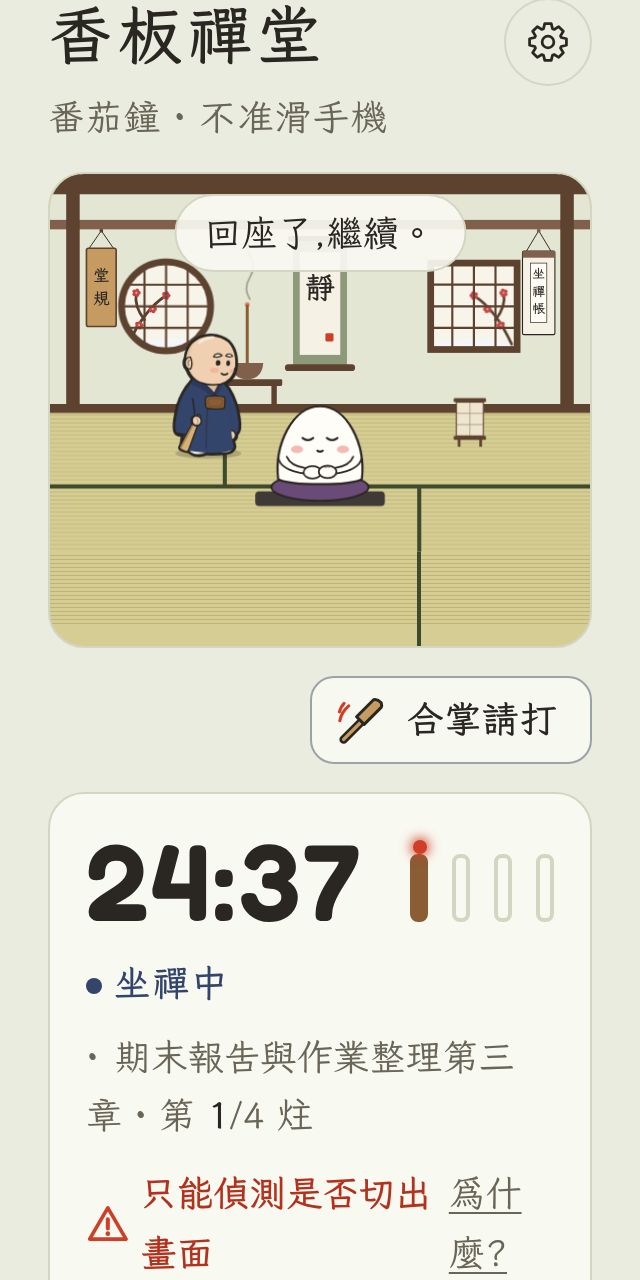 香板禪堂
番茄鐘・不准滑手機
回座了,繼續。
堂規
靜
坐禪帳
合掌請打
24:37
坐禪中
・期末報告與作業整理第三
章・第 1/4 炷
只能偵測是否切出
畫面
為什
麼?